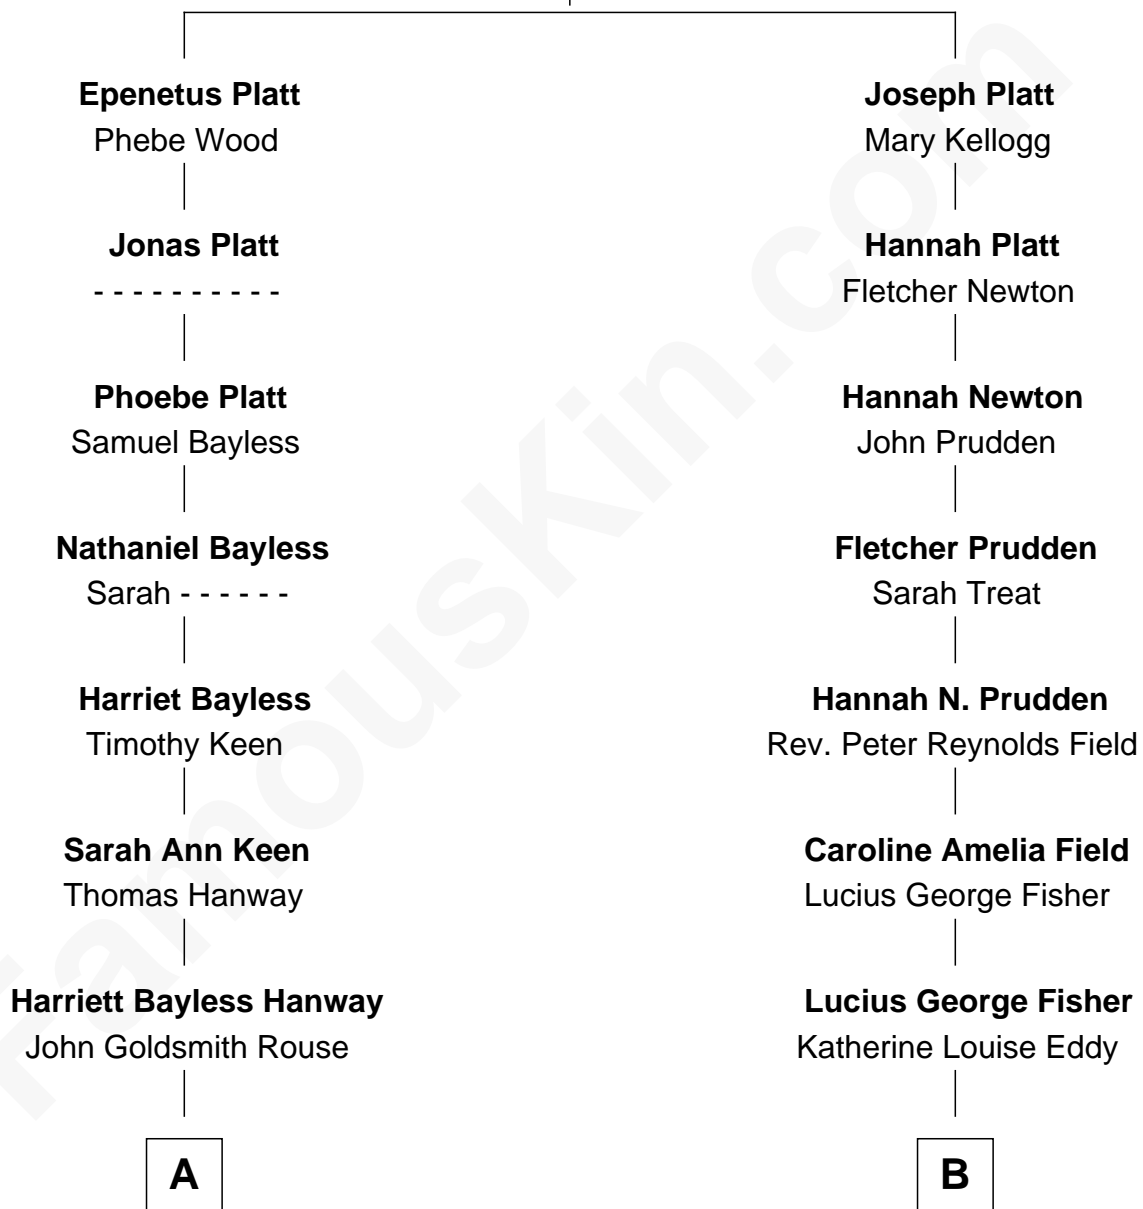 Epenetus Platt
Phebe Wood
Jonas Platt
- - - - - - - - - -
Phoebe Platt
Samuel Bayless
Nathaniel Bayless
Sarah - - - - - -
Harriet Bayless
Timothy Keen
Sarah Ann Keen
Thomas Hanway
Harriett Bayless Hanway
John Goldsmith Rouse
A
Joseph Platt
Mary Kellogg
Hannah Platt
Fletcher Newton
Hannah Newton
John Prudden
Fletcher Prudden
Sarah Treat
Hannah N. Prudden
Rev. Peter Reynolds Field
Caroline Amelia Field
Lucius George Fisher
Lucius George Fisher
Katherine Louise Eddy
B
FamousKin.com